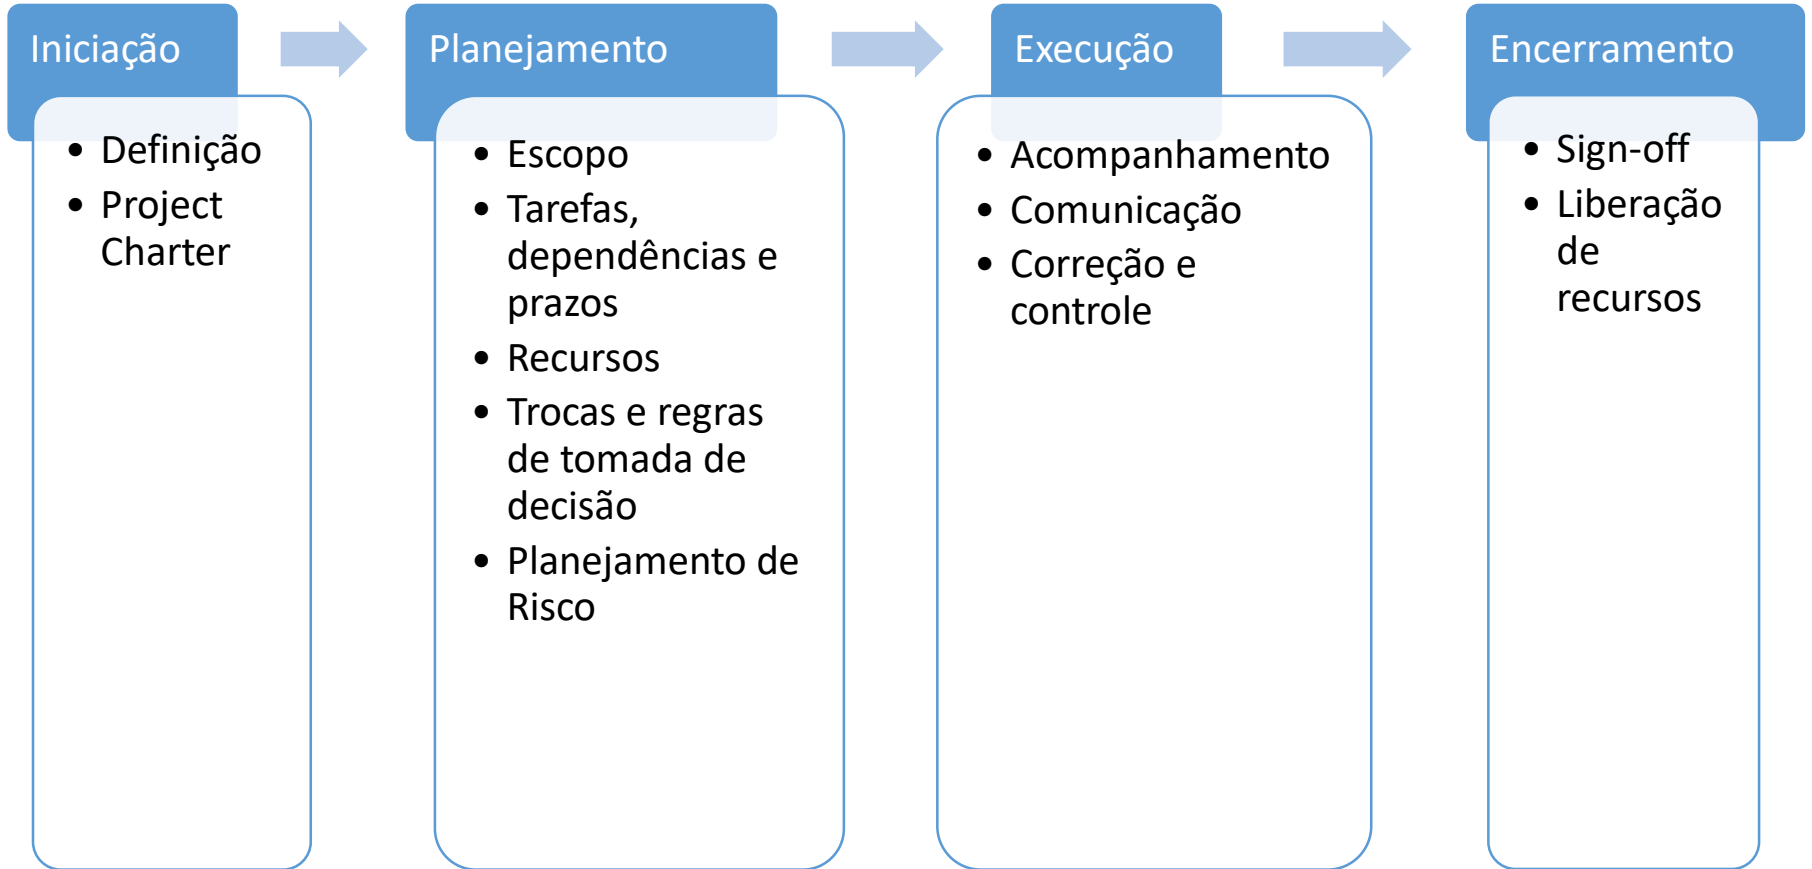 Iniciação
• Definição
• Project
Charter
Planejamento
• Escopo
• Tarefas,
dependências e
prazos
• Recursos
• Trocas e regras
de tomada de
decisão
• Planejamento de
Risco
Execução
• Acompanhamento
• Comunicação
• Correção e
controle
Encerramento
• Sign-off
• Liberação
de
recursos